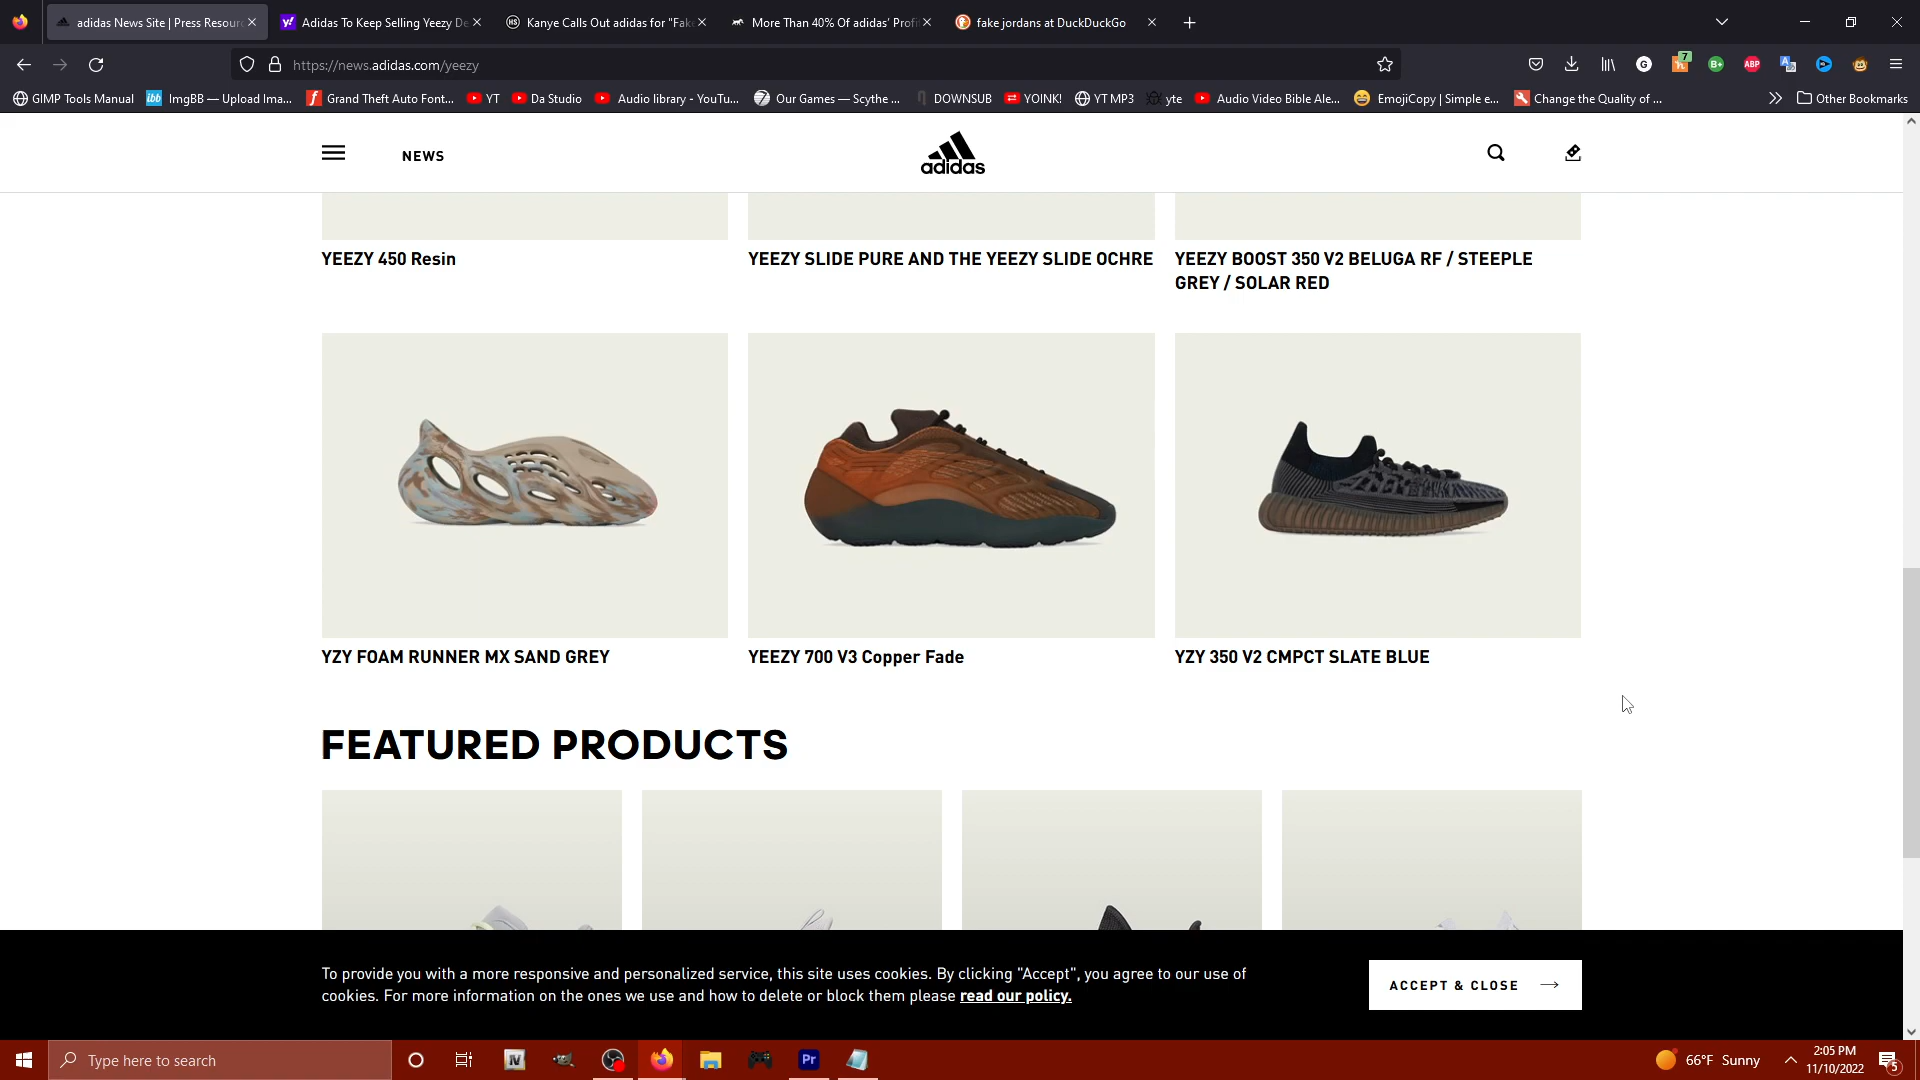 adidas News Site | Press Resour
Adidas To Keep Selling Yeezy De
Kanye Calls Out adidas for "Fak
More Than 40% Of adidas' Profi
fake jordans at DuckDuckGo
https://news.adidas.com/yeezy
7
GIMP Tools Manual
ImgBB — Upload Ima...
Grand Theft Auto Font...
YT
Da Studio
Audio library - YouTu...
Our Games — Scythe ...
DOWNSUB
YOINK!
YT MP3
yte
Audio Video Bible Ale...
EmojiCopy | Simple e...
Change the Quality of ...
Other Bookmarks
NEWS
adidas
YEEZY 450 Resin
YEEZY SLIDE PURE AND THE YEEZY SLIDE OCHRE
YEEZY BOOST 350 V2 BELUGA RF / STEEPLE
GREY / SOLAR RED
YZY FOAM RUNNER MX SAND GREY
YEEZY 700 V3 Copper Fade
YZY 350 V2 CMPCT SLATE BLUE
FEATURED PRODUCTS
To provide you with a more responsive and personalized service, this site uses cookies. By clicking "Accept", you agree to our use of
cookies. For more information on the ones we use and how to delete or block them please read our policy.
ACCEPT & CLOSE
Type here to search
Pr
66°F Sunny
2:05 PM
11/10/2022
5